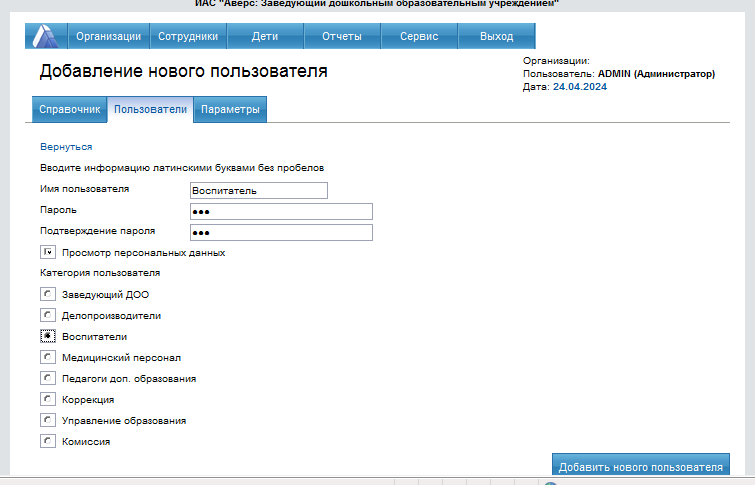 ИАС "Аверс: Заведующий дошкольным образовательным учреждением"
Организации Сотрудники Дети Отчеты Сервис Выход
Добавление нового пользователя
Организации:
Пользователь: ADMIN (Администратор)
Дата: 24.04.2024
Справочник Пользователи Параметры
Вернуться
Вводите информацию латинскими буквами без пробелов
Имя пользователя Воспитатель
Пароль ●●●
Подтверждение пароля ●●●
Просмотр персональных данных
Категория пользователя
Заведующий ДОО
Делопроизводители
Воспитатели
Медицинский персонал
Педагоги доп. образования
Коррекция
Управление образования
Комиссия
Добавить нового пользователя